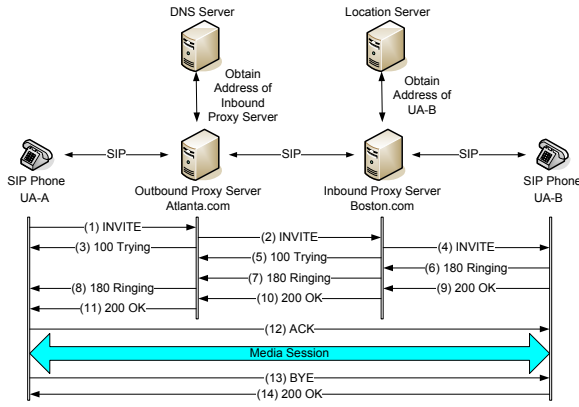 DNS Server
Location Server
Obtain
Address of
Inbound
Proxy Server
Obtain
Address of
UA-B
SIP
SIP
SIP
SIP Phone
UA-A
Outbound Proxy Server
Atlanta.com
Inbound Proxy Server
Boston.com
SIP Phone
UA-B
(1) INVITE
(2) INVITE
(3) 100 Trying
(4) INVITE
(5) 100 Trying
(6) 180 Ringing
(7) 180 Ringing
(8) 180 Ringing
(9) 200 OK
(10) 200 OK
(11) 200 OK
(12) ACK
Media Session
(13) BYE
(14) 200 OK